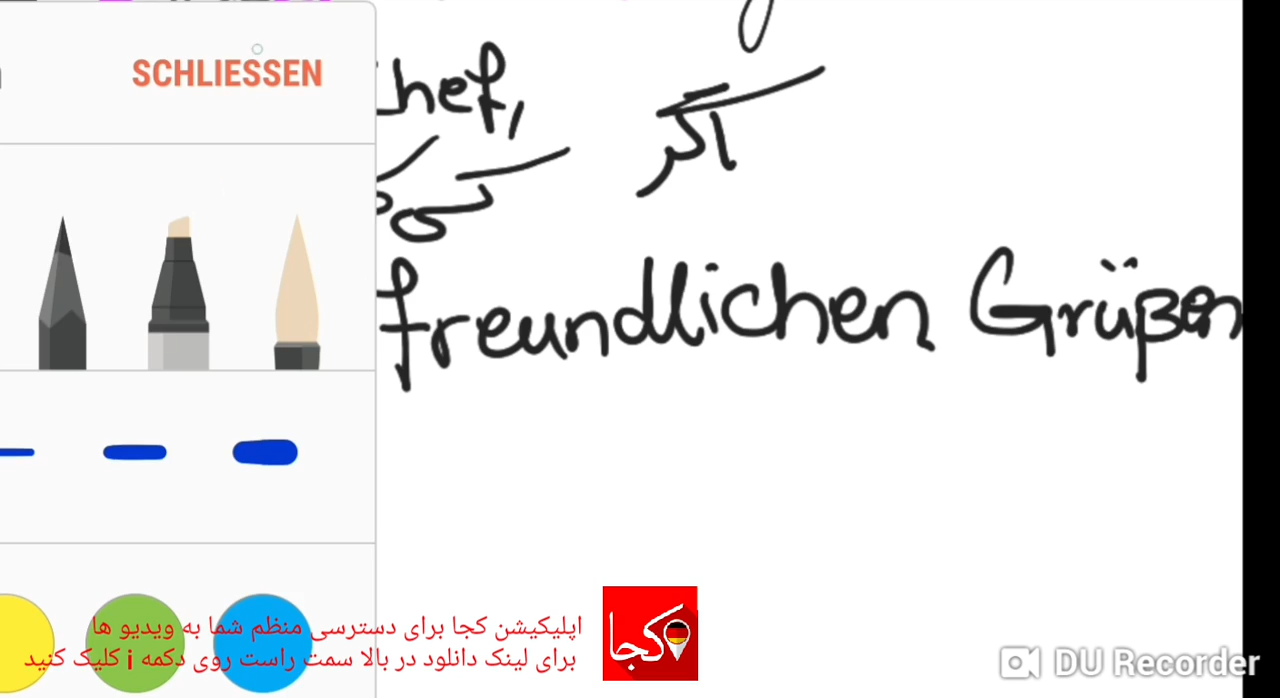 SCHLIESSEN
chef,
اگر
freundlichen Grüßen
اپلیکیشن کجا برای دسترسی منظم شما به ویدیو ها
برای لینک دانلود در بالا سمت راست روی دکمه i کلیک کنید
کجا
DU Recorder